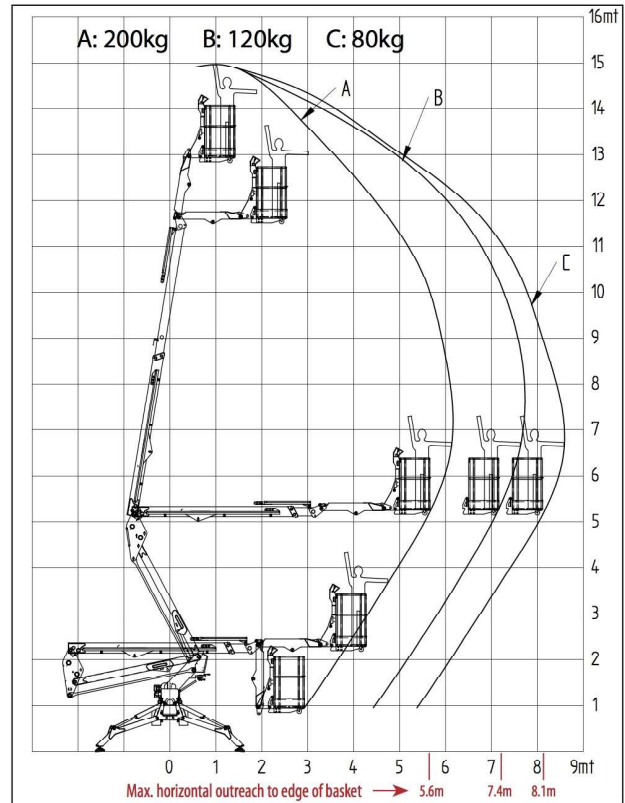 A: 200kg B: 120kg C: 80kg
16mt
15
14
13
12
11
10
9
8
7
6
5
4
3
2
1
A
B
C
0 1 2 3 4 5 6 7 8 9mt
Max. horizontal outreach to edge of basket 5.6m 7.4m 8.1m